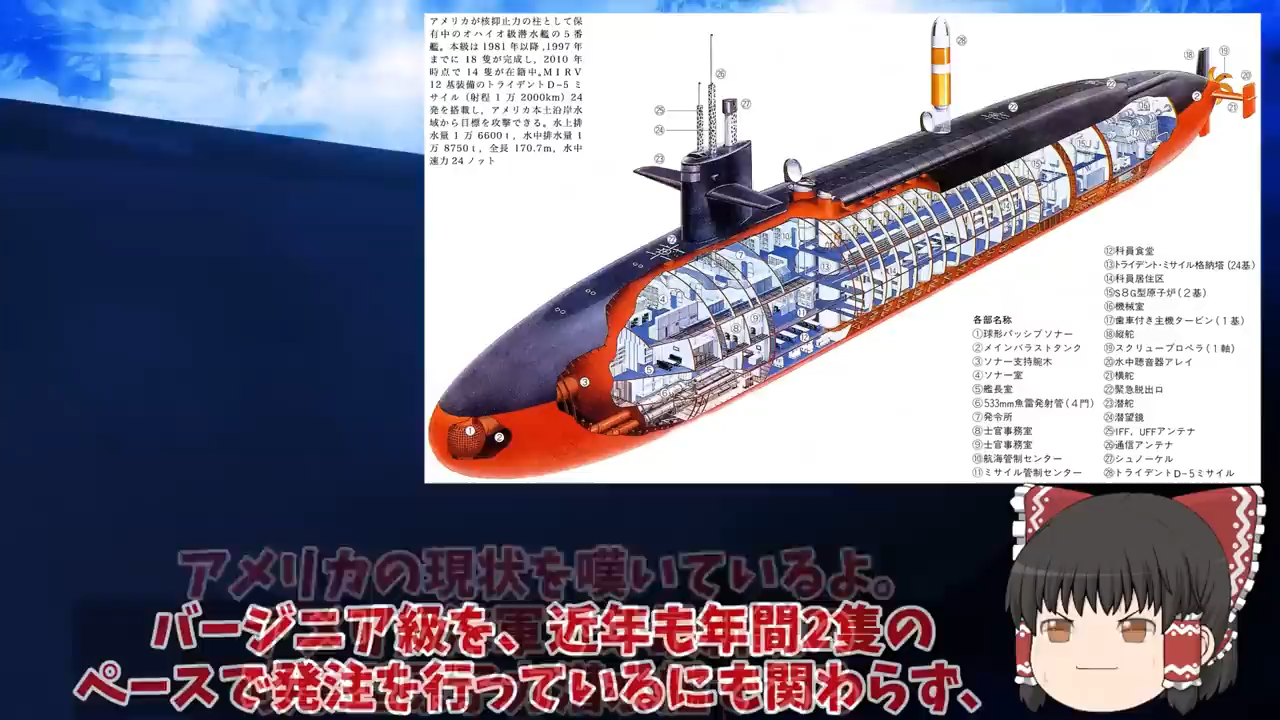 アメリカが核抑止力の柱として保
有中のオハイオ級潜水艦の5番
艦。本級は1981年以降,1997年
までに18隻が完成し,2010年
時点で14隻が在籍中。MIRV
12基装備のトライデントD-5ミ
サイル（射程1万2000km）24
発を搭載し,アメリカ本土沿岸水
域から目標を攻撃できる。水上排
水量1万6600t，水中排水量1
万8750t，全長170.7m，水中
速力24ノット
各部名称
①球形パッシブソナー
②メインバラストタンク
③ソナー支持腕木
④ソナー室
⑤艦長室
⑥533mm魚雷発射管（4門）
⑦発令所
⑧士官事務室
⑨士官事務室
⑩航海管制センター
⑪ミサイル管制センター
⑫科員食堂
⑬トライデント・ミサイル格納塔（24基）
⑭科員居住区
⑮S8G型原子炉（2基）
⑯機械室
⑰歯車付き主機タービン（1基）
⑱縦舵
⑲スクリュープロペラ（1軸）
⑳水中聴音器アレイ
㉑横舵
㉒緊急脱出口
㉓潜舵
㉔潜望鏡
㉕IFF，UFFアンテナ
㉖通信アンテナ
㉗シュノーケル
㉘トライデントD-5ミサイル
アメリカの現状を嘆いているよ。
バージニア級を、近年も年間2隻の
ペースで発注を行っているにも関わらず、